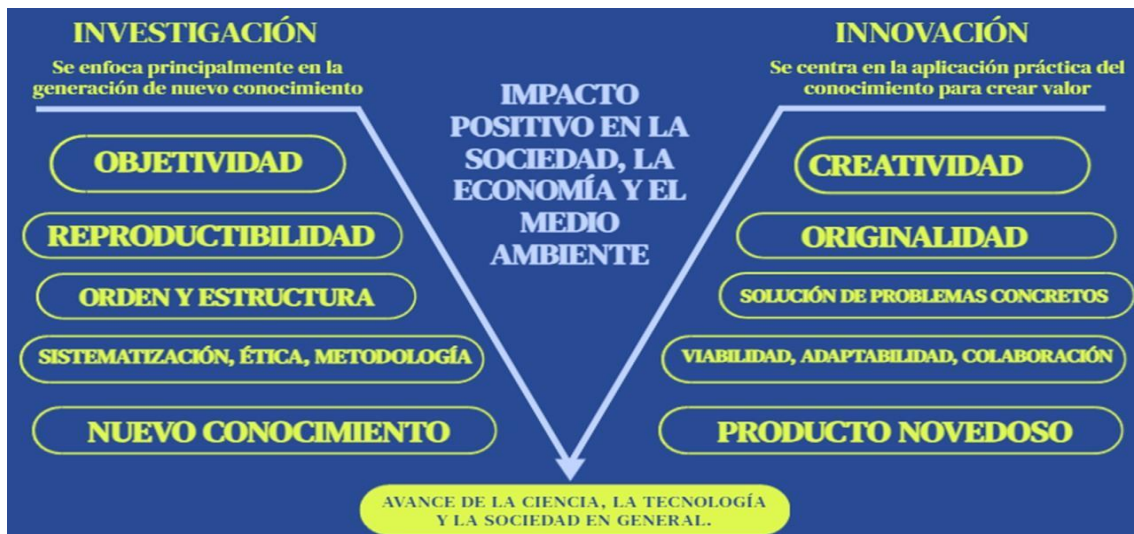 INVESTIGACIÓN
Se enfoca principalmente en la
generación de nuevo conocimiento
OBJETIVIDAD
REPRODUCTIBILIDAD
ORDEN Y ESTRUCTURA
SISTEMATIZACIÓN, ÉTICA, METODOLOGÍA
NUEVO CONOCIMIENTO
IMPACTO
POSITIVO EN LA
SOCIEDAD, LA
ECONOMÍA Y EL
MEDIO
AMBIENTE
INNOVACIÓN
Se centra en la aplicación práctica del
conocimiento para crear valor
CREATIVIDAD
ORIGINALIDAD
SOLUCIÓN DE PROBLEMAS CONCRETOS
VIABILIDAD, ADAPTABILIDAD, COLABORACIÓN
PRODUCTO NOVEDOSO
AVANCE DE LA CIENCIA, LA TECNOLOGÍA
Y LA SOCIEDAD EN GENERAL.